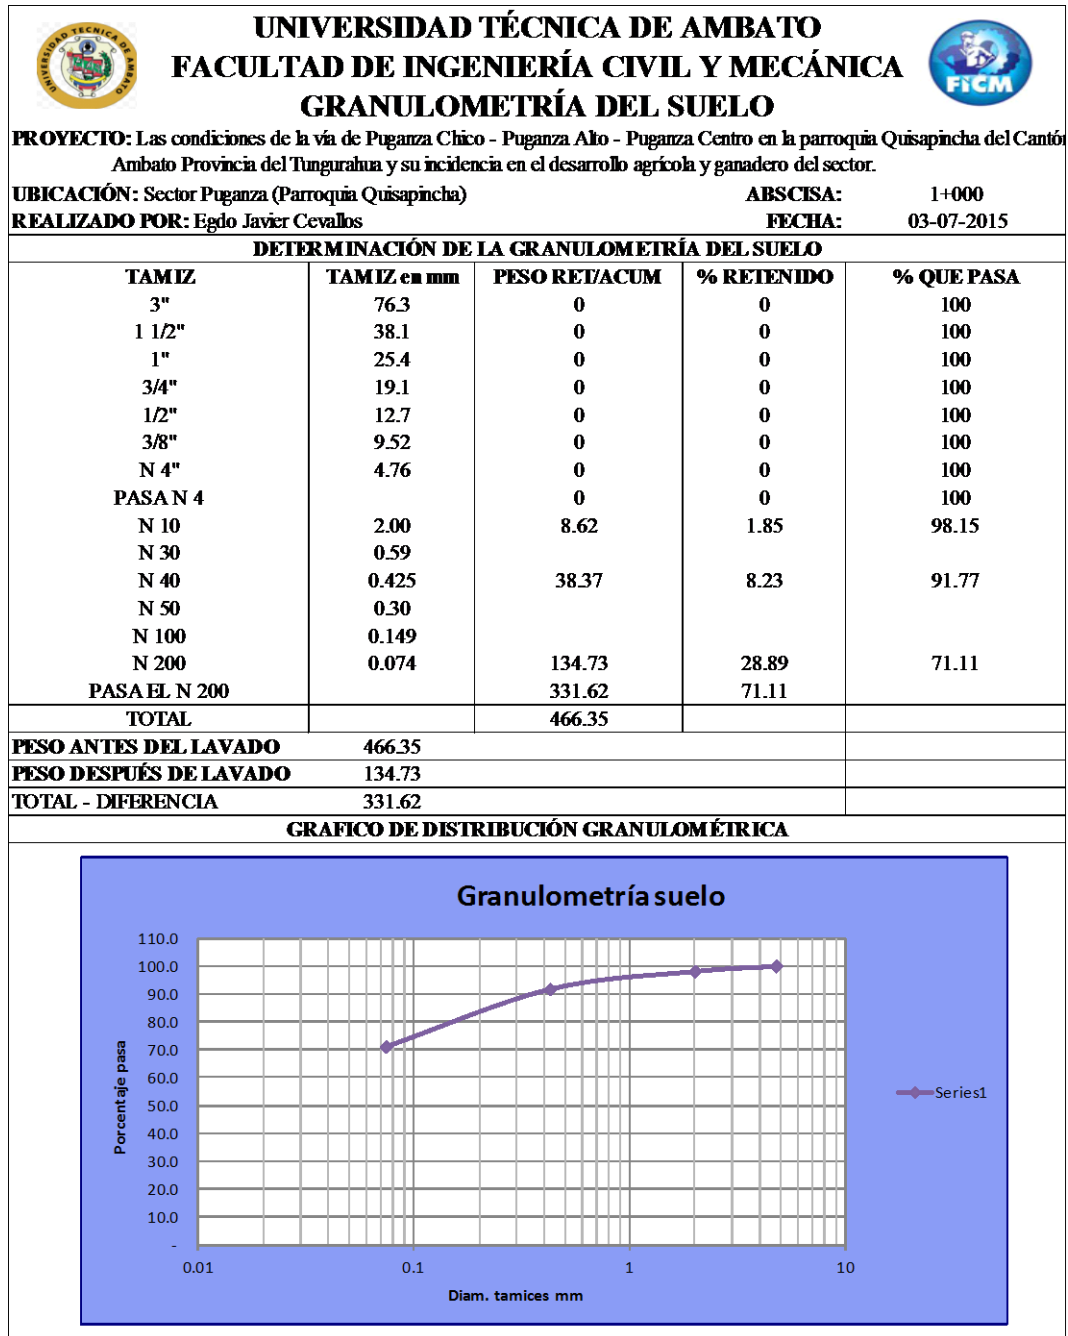 UNIVERSIDAD TÉCNICA DE AMBATO
FACULTAD DE INGENIERÍA CIVIL Y MECÁNICA
GRANULOMETRÍA DEL SUELO
UNIVERSIDAD TECNICA DE AMBATO
FICM
PROYECTO: Las condiciones de la vía de Puganza Chico - Puganza Alto - Puganza Centro en la parroquia Quisapincha del Cantón
Ambato Provincia del Tungurahua y su incidencia en el desarrollo agrícola y ganadero del sector.
UBICACIÓN: Sector Puganza (Parroquia Quisapincha) ABSCISA: 1+000
REALIZADO POR: Egdo Javier Cevallos FECHA: 03-07-2015
DETERMINACIÓN DE LA GRANULOMETRÍA DEL SUELO
TAMIZ TAMIZ en mm PESO RET/ACUM % RETENIDO % QUE PASA
3" 76.3 0 0 100
1 1/2" 38.1 0 0 100
1" 25.4 0 0 100
3/4" 19.1 0 0 100
1/2" 12.7 0 0 100
3/8" 9.52 0 0 100
N 4" 4.76 0 0 100
PASA N 4 0 0 100
N 10 2.00 8.62 1.85 98.15
N 30 0.59
N 40 0.425 38.37 8.23 91.77
N 50 0.30
N 100 0.149
N 200 0.074 134.73 28.89 71.11
PASA EL N 200 331.62 71.11
TOTAL 466.35
PESO ANTES DEL LAVADO 466.35
PESO DESPUÉS DE LAVADO 134.73
TOTAL - DIFERENCIA 331.62
GRAFICO DE DISTRIBUCIÓN GRANULOMÉTRICA
Granulometría suelo
110.0
100.0
90.0
80.0
70.0
60.0
50.0
40.0
30.0
20.0
10.0
-
Porcentaje pasa
0.01 0.1 1 10
Diam. tamices mm
Series1